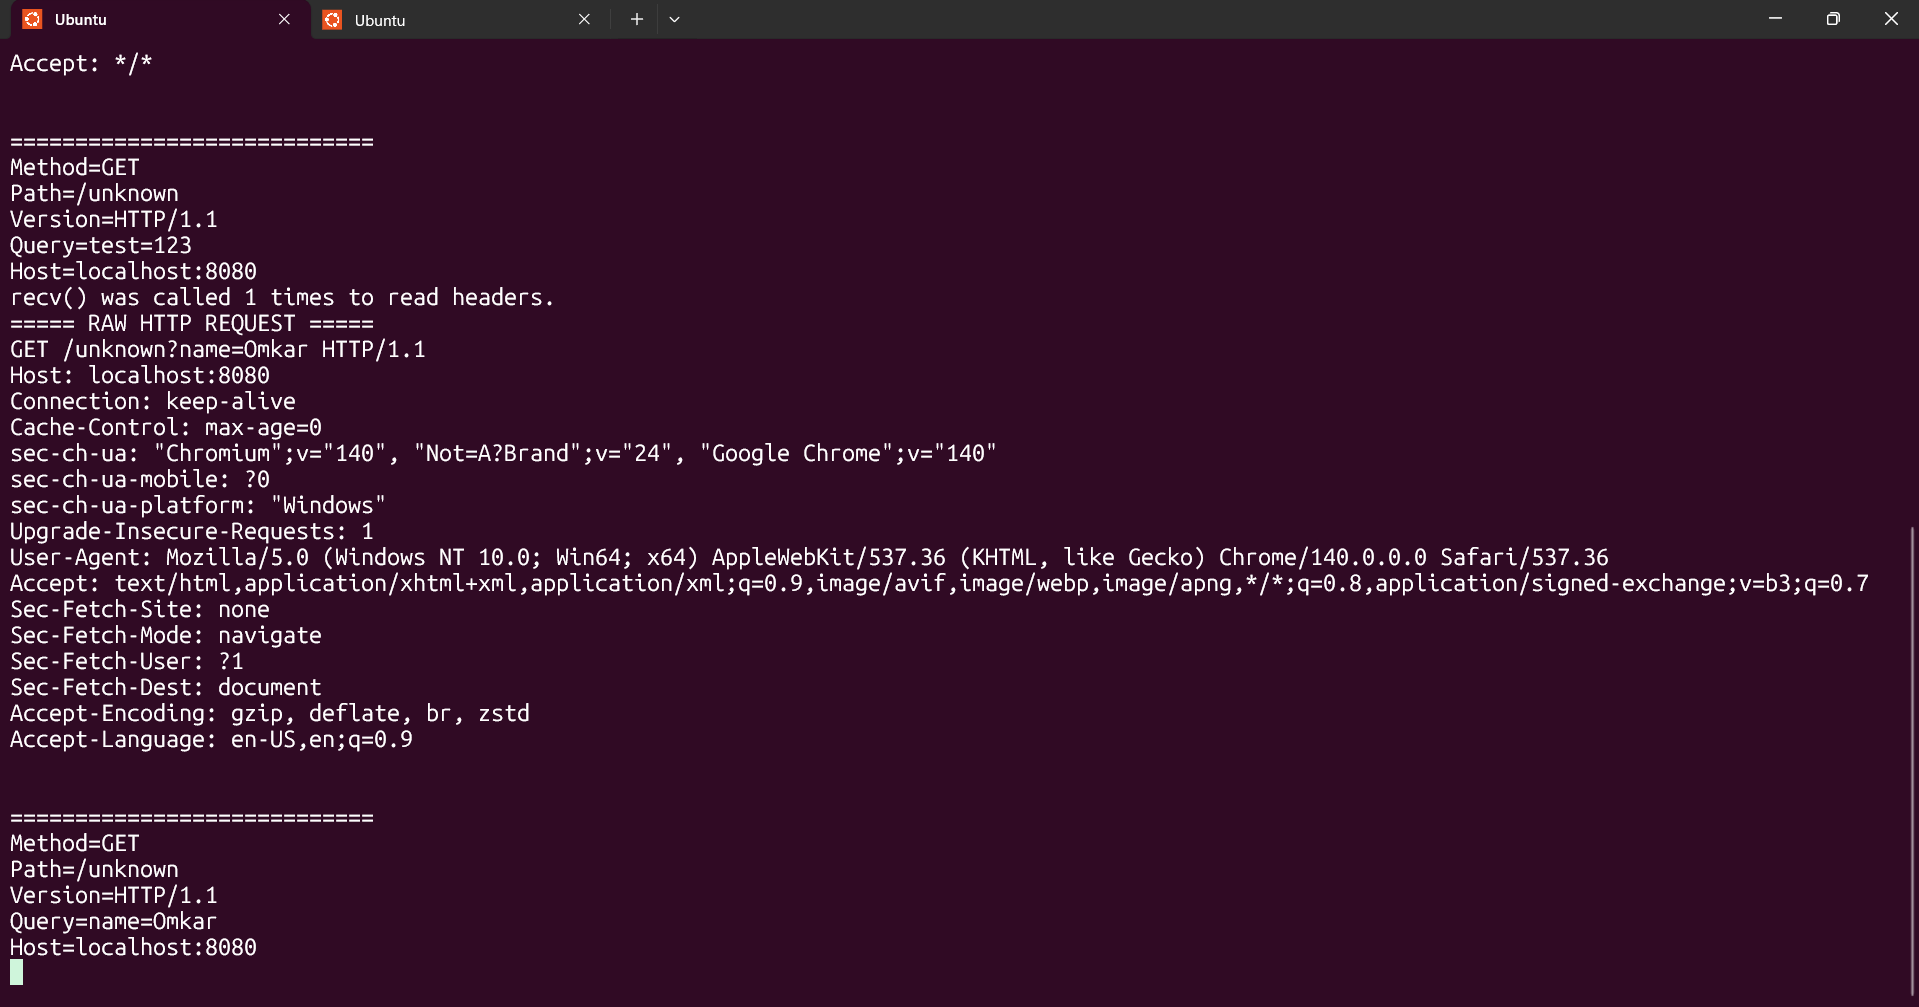 Ubuntu
Ubuntu
Accept: */*
============================
Method=GET
Path=/unknown
Version=HTTP/1.1
Query=test=123
Host=localhost:8080
recv() was called 1 times to read headers.
===== RAW HTTP REQUEST =====
GET /unknown?name=Omkar HTTP/1.1
Host: localhost:8080
Connection: keep-alive
Cache-Control: max-age=0
sec-ch-ua: "Chromium";v="140", "Not=A?Brand";v="24", "Google Chrome";v="140"
sec-ch-ua-mobile: ?0
sec-ch-ua-platform: "Windows"
Upgrade-Insecure-Requests: 1
User-Agent: Mozilla/5.0 (Windows NT 10.0; Win64; x64) AppleWebKit/537.36 (KHTML, like Gecko) Chrome/140.0.0.0 Safari/537.36
Accept: text/html,application/xhtml+xml,application/xml;q=0.9,image/avif,image/webp,image/apng,*/*;q=0.8,application/signed-exchange;v=b3;q=0.7
Sec-Fetch-Site: none
Sec-Fetch-Mode: navigate
Sec-Fetch-User: ?1
Sec-Fetch-Dest: document
Accept-Encoding: gzip, deflate, br, zstd
Accept-Language: en-US,en;q=0.9
============================
Method=GET
Path=/unknown
Version=HTTP/1.1
Query=name=Omkar
Host=localhost:8080